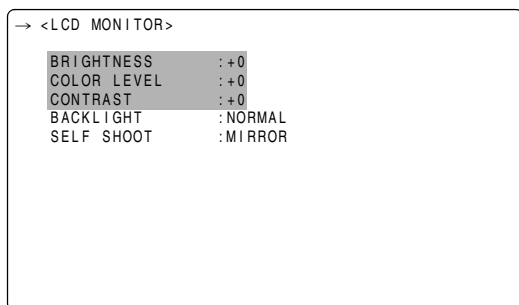 → <LCD MONITOR>
BRIGHTNESS :+0
COLOR LEVEL :+0
CONTRAST :+0
BACKLIGHT :NORMAL
SELF SHOOT :MIRROR